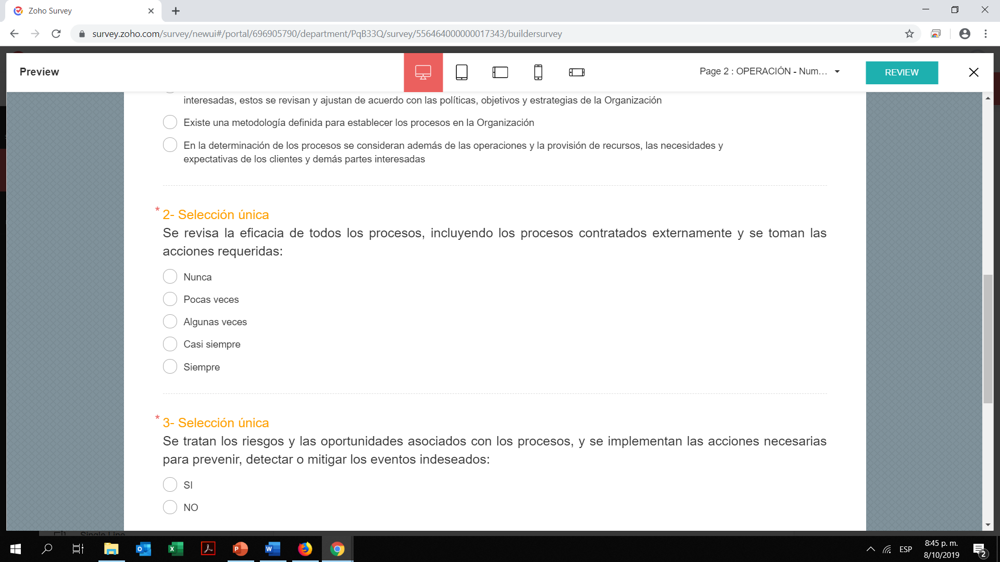 Zoho Survey
survey.zoho.com/survey/newui#/portal/696905790/department/PqB33Q/survey/556464000000017343/buildersurvey
Preview
Page 2 : OPERACIÓN - Num...
REVIEW
interesadas, estos se revisan y ajustan de acuerdo con las políticas, objetivos y estrategias de la Organización
Existe una metodología definida para establecer los procesos en la Organización
En la determinación de los procesos se consideran además de las operaciones y la provisión de recursos, las necesidades y
expectativas de los clientes y demás partes interesadas
* 2- Selección única
Se revisa la eficacia de todos los procesos, incluyendo los procesos contratados externamente y se toman las
acciones requeridas:
Nunca
Pocas veces
Algunas veces
Casi siempre
Siempre
* 3- Selección única
Se tratan los riesgos y las oportunidades asociados con los procesos, y se implementan las acciones necesarias
para prevenir, detectar o mitigar los eventos indeseados:
SI
NO
Single Line
ESP
8:45 p. m.
8/10/2019
2